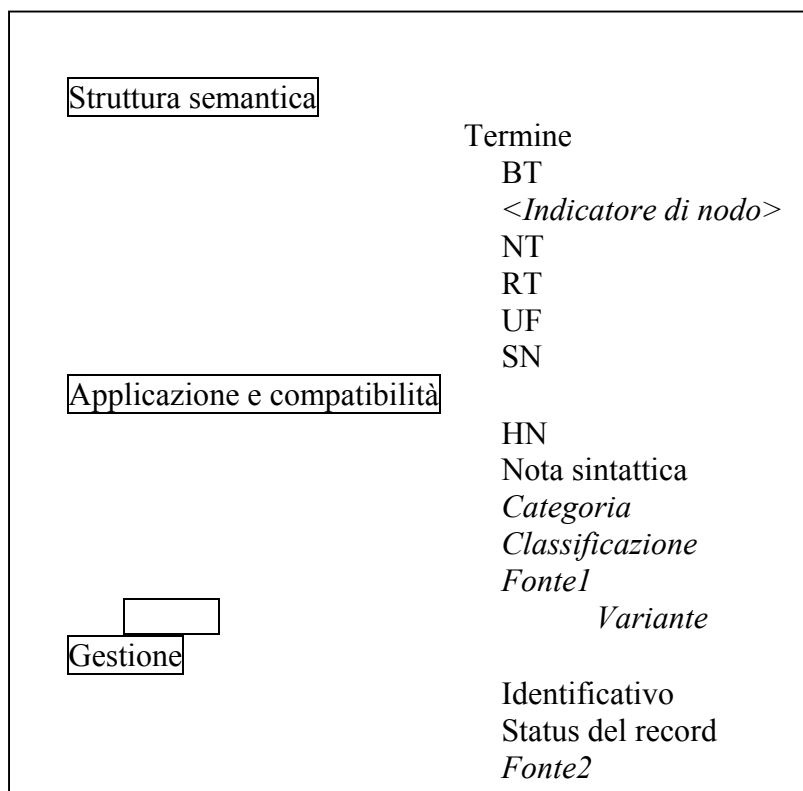 Struttura semantica
Termine
BT
<Indicatore di nodo>
NT
RT
UF
SN
Applicazione e compatibilità
HN
Nota sintattica
Categoria
Classificazione
Fonte1
Variante
Gestione
Identificativo
Status del record
Fonte2